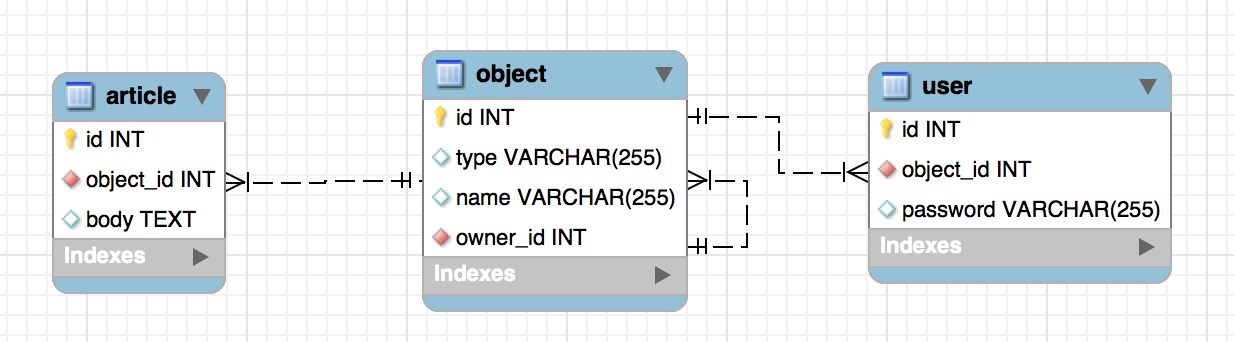 article
id INT
object_id INT
body TEXT
Indexes
object
id INT
type VARCHAR(255)
name VARCHAR(255)
owner_id INT
Indexes
user
id INT
object_id INT
password VARCHAR(255)
Indexes